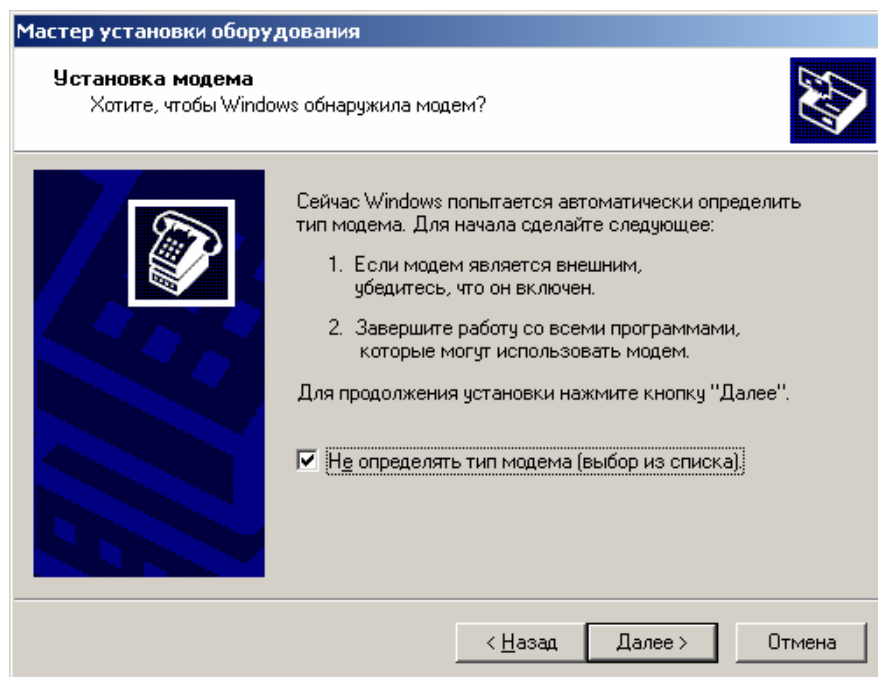 Мастер установки оборудования
Установка модема
Хотите, чтобы Windows обнаружила модем?
Сейчас Windows попытается автоматически определить
тип модема. Для начала сделайте следующее:
1. Если модем является внешним,
убедитесь, что он включен.
2. Завершите работу со всеми программами,
которые могут использовать модем.
Для продолжения установки нажмите кнопку "Далее".
Не определять тип модема (выбор из списка).
< Назад
Далее >
Отмена